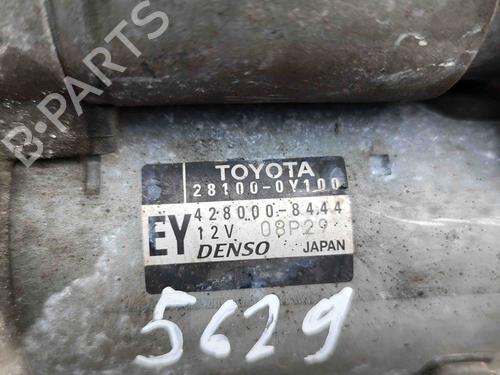 B-PARTS
TOYOTA
28100-0Y100
EY
428000-8444
12V 08P29
DENSO JAPAN
5629